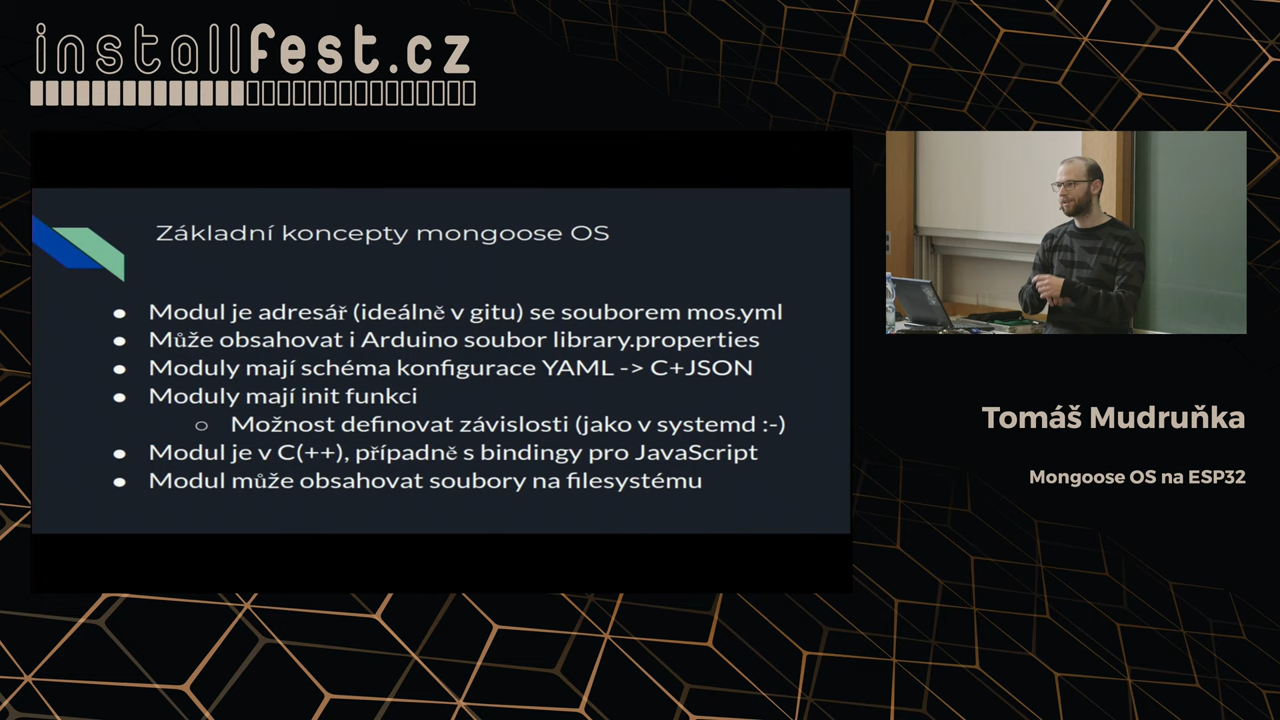 installfest.cz
Základní koncepty mongoose OS
● Modul je adresář (ideálně v gitu) se souborem mos.yml
● Může obsahovat i Arduino soubor library.properties
● Moduly mají schéma konfigurace YAML -> C+JSON
● Moduly mají init funkci
○ Možnost definovat závislosti (jako v systemd :-)
● Modul je v C(++), případně s bindingy pro JavaScript
● Modul může obsahovat soubory na filesystému
Tomáš Mudruňka
Mongoose OS na ESP32